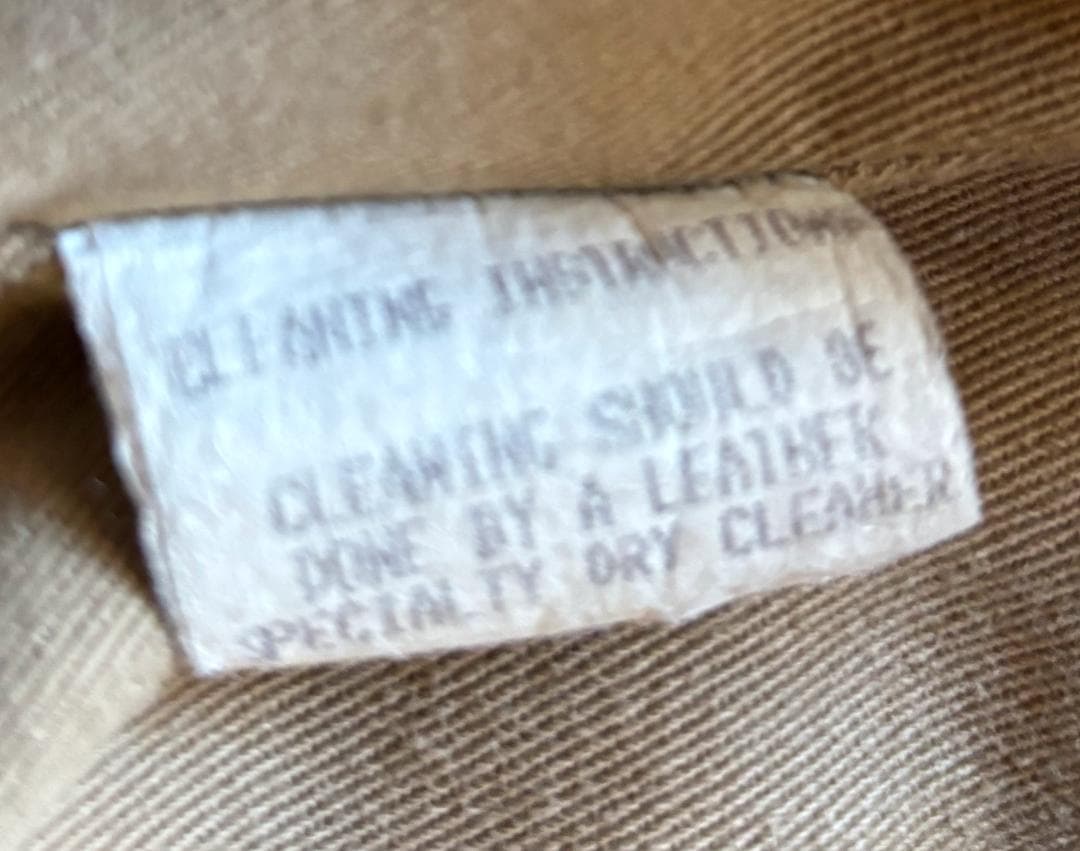 CLEANING INSTRUCTIONS
CLEANING SHOULD BE
DONE BY A LEATHER
SPECIALTY DRY CLEANER